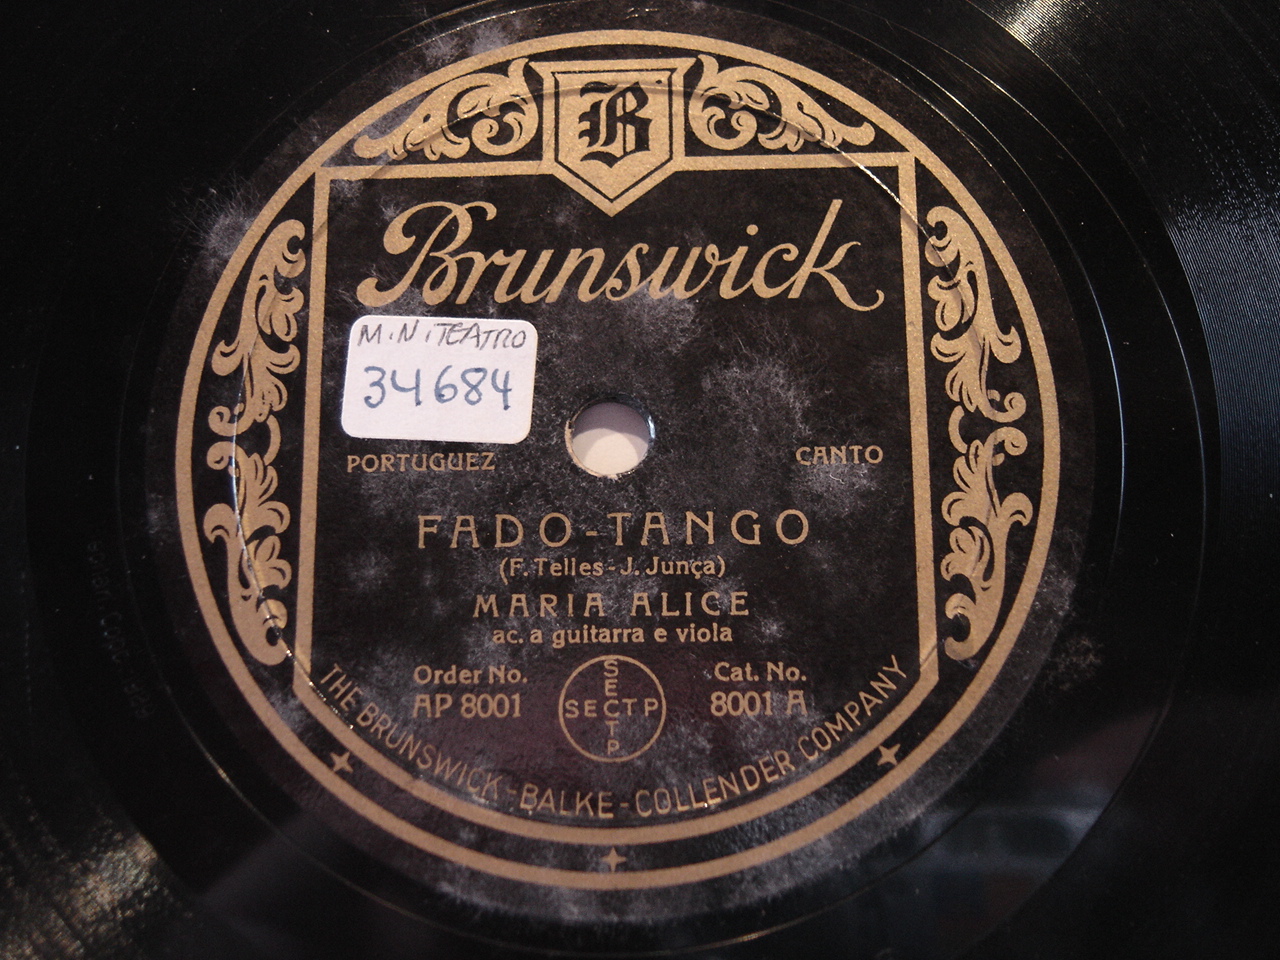 B
Brunswick
M.N.TEATRO
34684
PORTUGUEZ
CANTO
FADO-TANGO
(F. Telles-J. Junça)
MARIA ALICE
ac. a guitarra e viola
Order No.
AP 8001
SECTP
SECTP
Cat. No.
8001 A
THE BRUNSWICK-BALKE-COLLENDER COMPANY